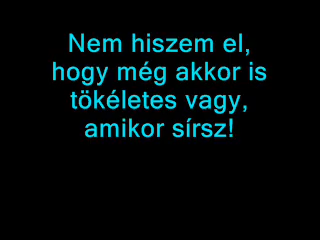 Nem hiszem el,
hogy még akkor is
tökéletes vagy,
amikor sírsz!